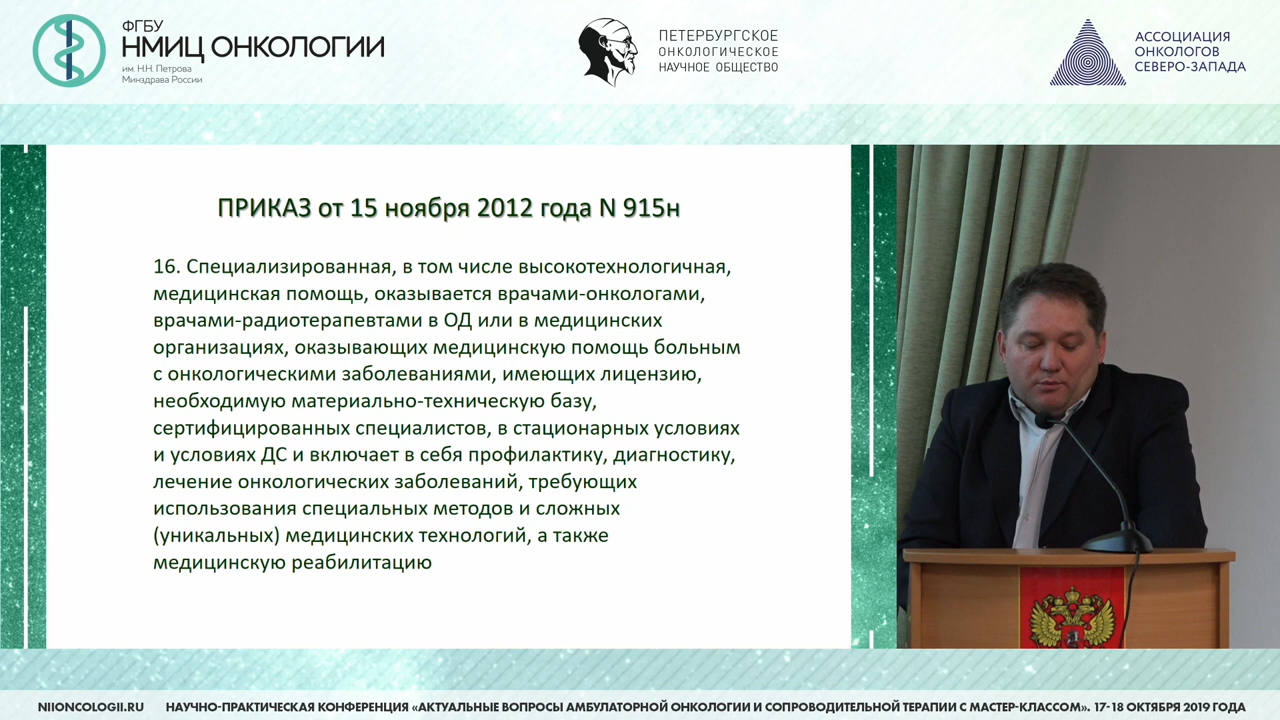 ФГБУ
НМИЦ ОНКОЛОГИИ
им. Н.Н. Петрова
Минздрава России
ПЕТЕРБУРГСКОЕ
ОНКОЛОГИЧЕСКОЕ
НАУЧНОЕ ОБЩЕСТВО
АССОЦИАЦИЯ
ОНКОЛОГОВ
СЕВЕРО-ЗАПАДА
ПРИКАЗ от 15 ноября 2012 года N 915н
16. Специализированная, в том числе высокотехнологичная,
медицинская помощь, оказывается врачами-онкологами,
врачами-радиотерапевтами в ОД или в медицинских
организациях, оказывающих медицинскую помощь больным
с онкологическими заболеваниями, имеющих лицензию,
необходимую материально-техническую базу,
сертифицированных специалистов, в стационарных условиях
и условиях ДС и включает в себя профилактику, диагностику,
лечение онкологических заболеваний, требующих
использования специальных методов и сложных
(уникальных) медицинских технологий, а также
медицинскую реабилитацию
NIIONCOLOGII.RU НАУЧНО-ПРАКТИЧЕСКАЯ КОНФЕРЕНЦИЯ «АКТУАЛЬНЫЕ ВОПРОСЫ АМБУЛАТОРНОЙ ОНКОЛОГИИ И СОПРОВОДИТЕЛЬНОЙ ТЕРАПИИ С МАСТЕР-КЛАССОМ». 17-18 ОКТЯБРЯ 2019 ГОДА